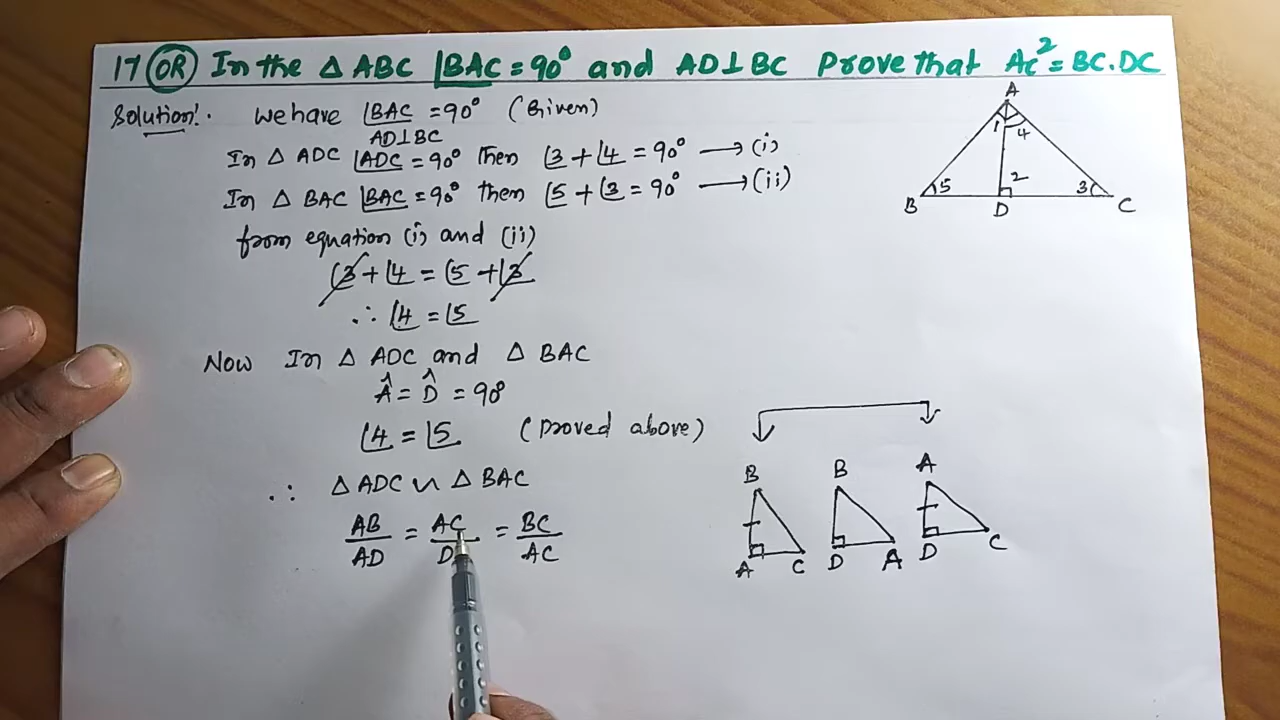 17 (OR) In the △ ABC ∠BAC = 90° and AD⊥BC Prove that AC² = BC.DC
Solution:. We have ∠BAC = 90° (Given)
AD⊥BC
In △ ADC ∠ADC = 90° Then ∠3 + ∠4 = 90° → (i)
In △ BAC ∠BAC = 90° then ∠5 + ∠3 = 90° → (ii)
from equation (i) and (ii)
∠3 + ∠4 = ∠5 + ∠3
∴ ∠4 = ∠5
Now In △ ADC and △ BAC
Â = D̂ = 90°
∠4 = ∠5 (proved above)
∴ △ ADC ∽ △ BAC
AB/AD = AC/D = BC/AC
A
1 4
5 2 3
B D C
B B A
A C D A D C